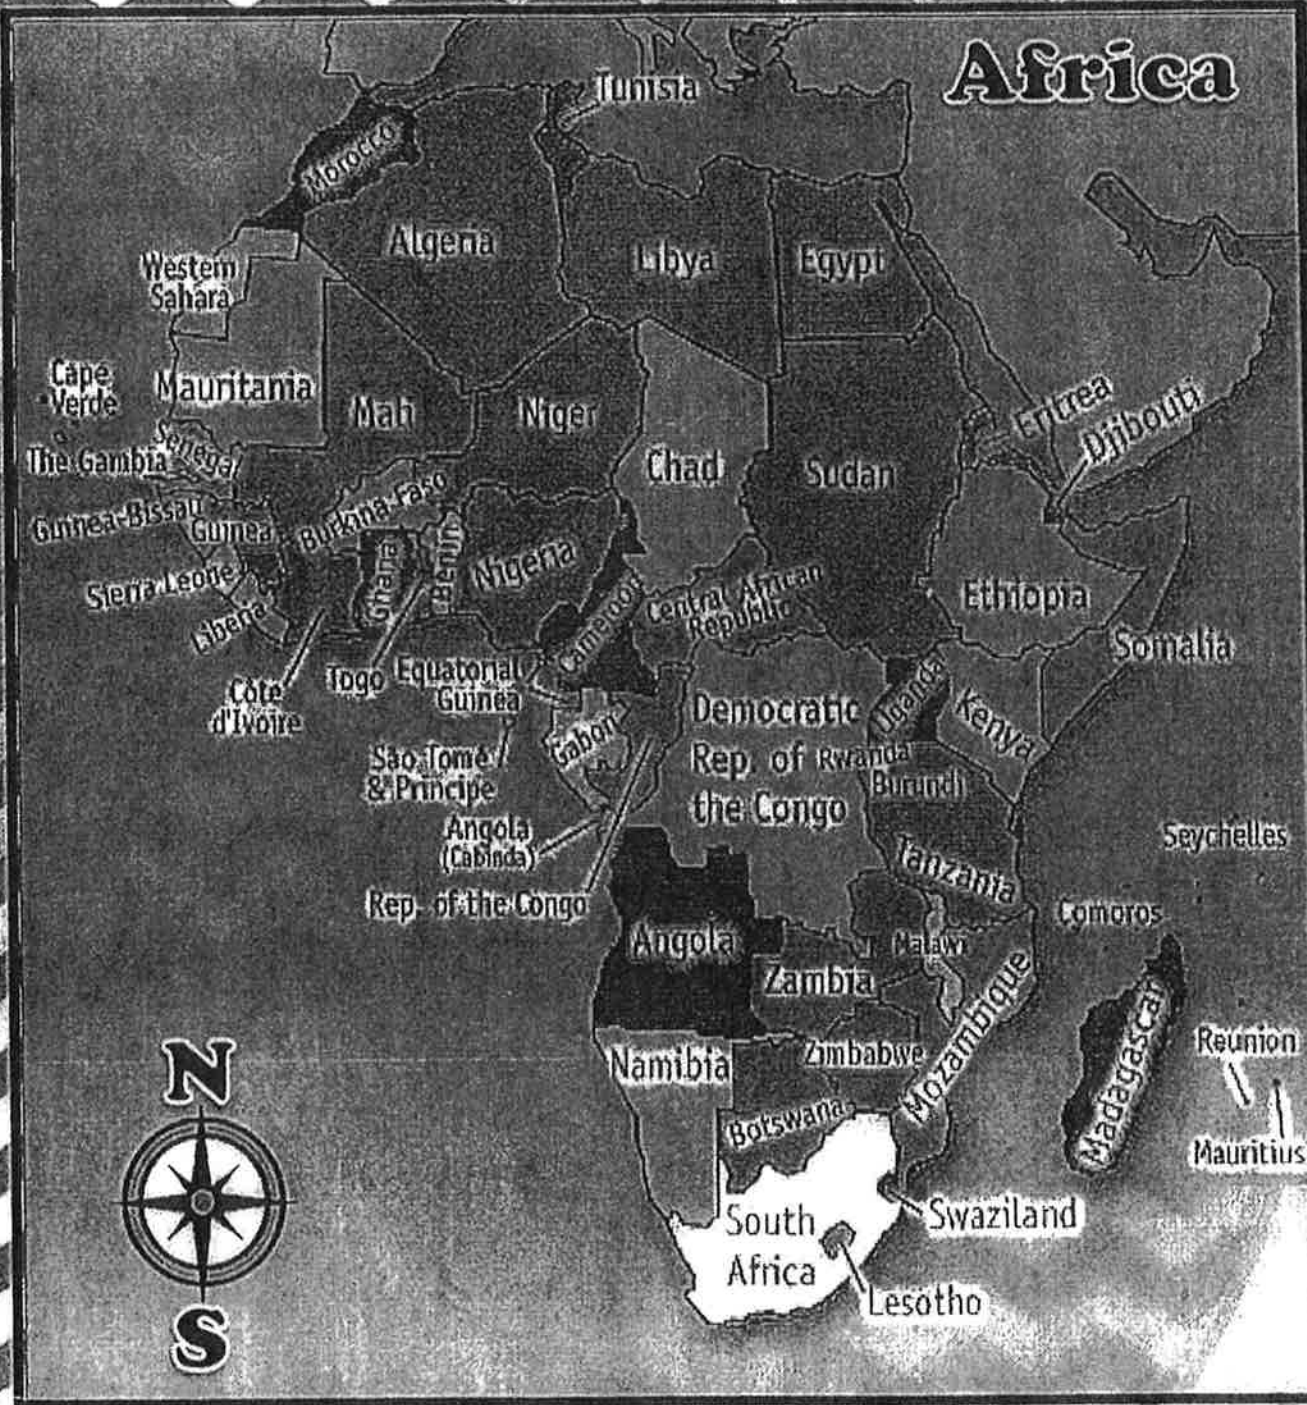 Africa
Tunisia
Morocco
Algeria
Libya
Egypt
Western
Sahara
Cape
Verde
Mauritania
Mali
Niger
Chad
Sudan
Eritrea
Djibouti
Senegal
The Gambia
Guinea-Bissau
Guinea
Burkina-Faso
Sierra Leone
Liberia
Ghana
Benin
Nigeria
Cameroon
Central African
Republic
Ethiopia
Somalia
Côte
d'Ivoire
Togo
Equatorial
Guinea
Gabon
Sao Tome
& Principe
Democratic
Rep. of
the Congo
Uganda
Kenya
Rwanda
Burundi
Angola
(Cabinda)
Rep. of the Congo
Tanzania
Seychelles
Comoros
Angola
Malawi
Zambia
Mozambique
Madagascar
Namibia
Zimbabwe
Reunion
Botswana
Mauritius
South
Africa
Swaziland
Lesotho
N
S